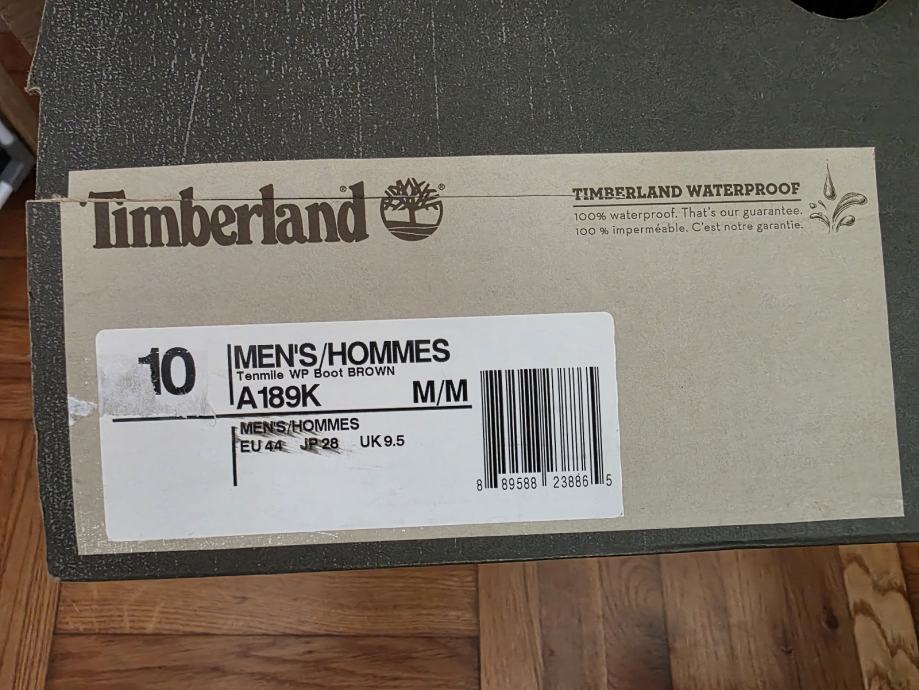 Timberland®
®
TIMBERLAND WATERPROOF
100% waterproof. That's our guarantee.
100 % imperméable. C'est notre garantie.
10
MEN'S/HOMMES
Tenmile WP Boot BROWN
A189K M/M
MEN'S/HOMMES
EU 44 JP 28 UK 9.5
8 89588 23886 5